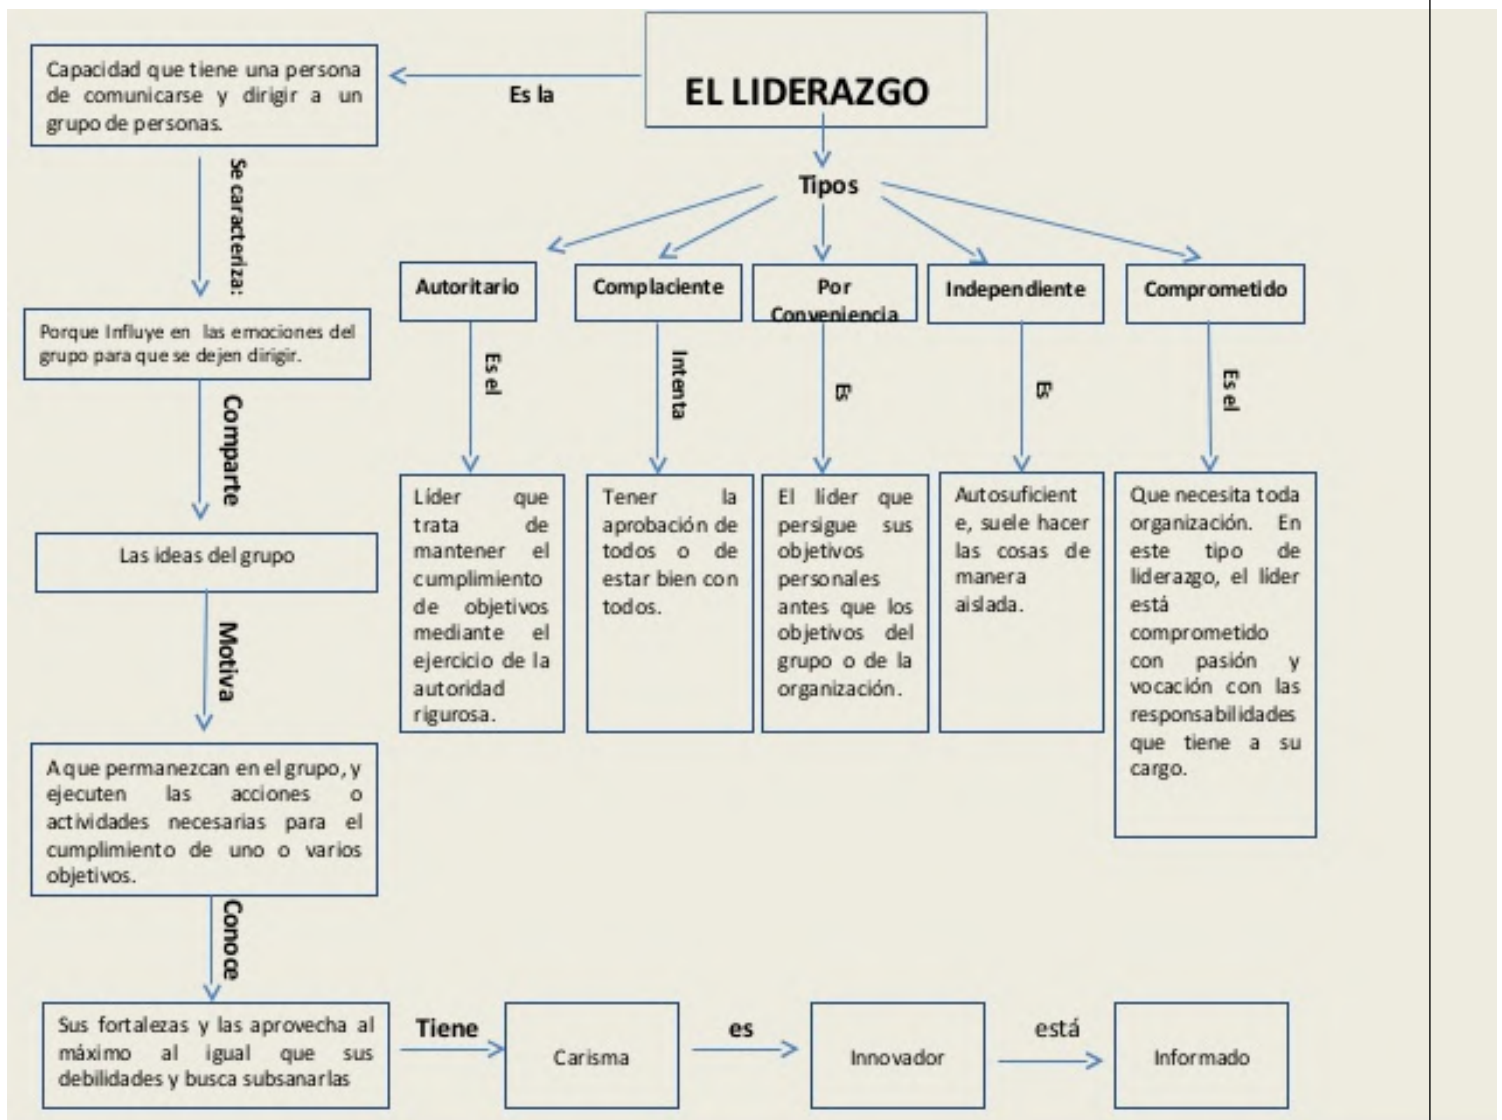 EL LIDERAZGO
Es la
Capacidad que tiene una persona
de comunicarse y dirigir a un
grupo de personas.
Se caracteriza:
Porque Influye en las emociones del
grupo para que se dejen dirigir.
Comparte
Las ideas del grupo
Motiva
A que permanezcan en el grupo, y
ejecuten las acciones o
actividades necesarias para el
cumplimiento de uno o varios
objetivos.
Conoce
Sus fortalezas y las aprovecha al
máximo al igual que sus
debilidades y busca subsanarlas
Tiene
Carisma
es
Innovador
está
Informado
Tipos
Autoritario
Es el
Líder que
trata de
mantener el
cumplimiento
de objetivos
mediante el
ejercicio de la
autoridad
rigurosa.
Complaciente
Intenta
Tener la
aprobación de
todos o de
estar bien con
todos.
Por
Conveniencia
Es
El líder que
persigue sus
objetivos
personales
antes que los
objetivos del
grupo o de la
organización.
Independiente
Es
Autosuficient
e, suele hacer
las cosas de
manera
aislada.
Comprometido
Es el
Que necesita toda
organización. En
este tipo de
liderazgo, el líder
está
comprometido
con pasión y
vocación con las
responsabilidades
que tiene a su
cargo.